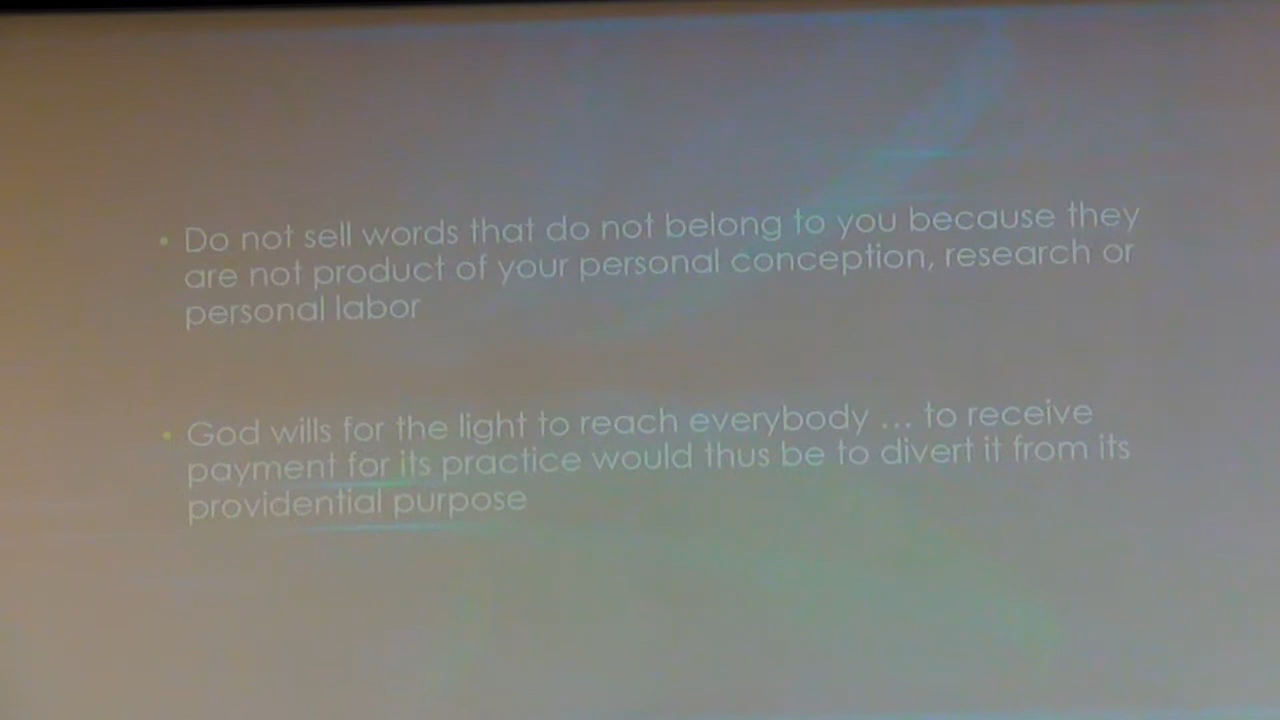 • Do not sell words that do not belong to you because they
are not product of your personal conception, research or
personal labor
• God wills for the light to reach everybody ... to receive
payment for its practice would thus be to divert it from its
providential purpose